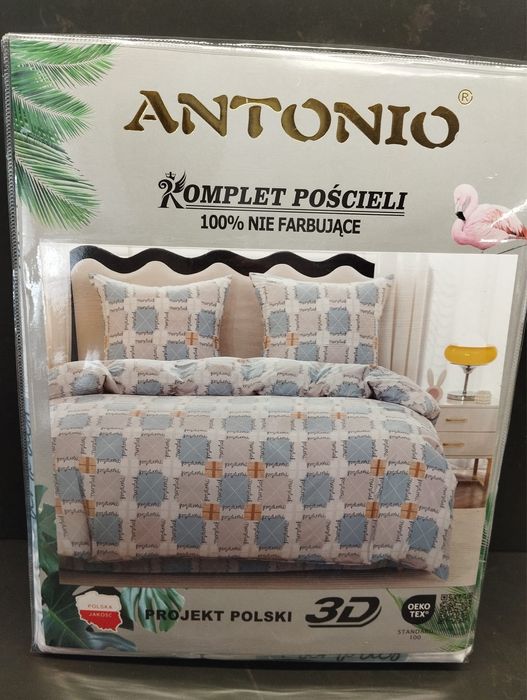 ANTONIO®
KOMPLET POŚCIELI
100% NIE FARBUJĄCE
POLSKA
JAKOŚĆ
PROJEKT POLSKI
3D
OEKO
TEX®
STANDARD
100